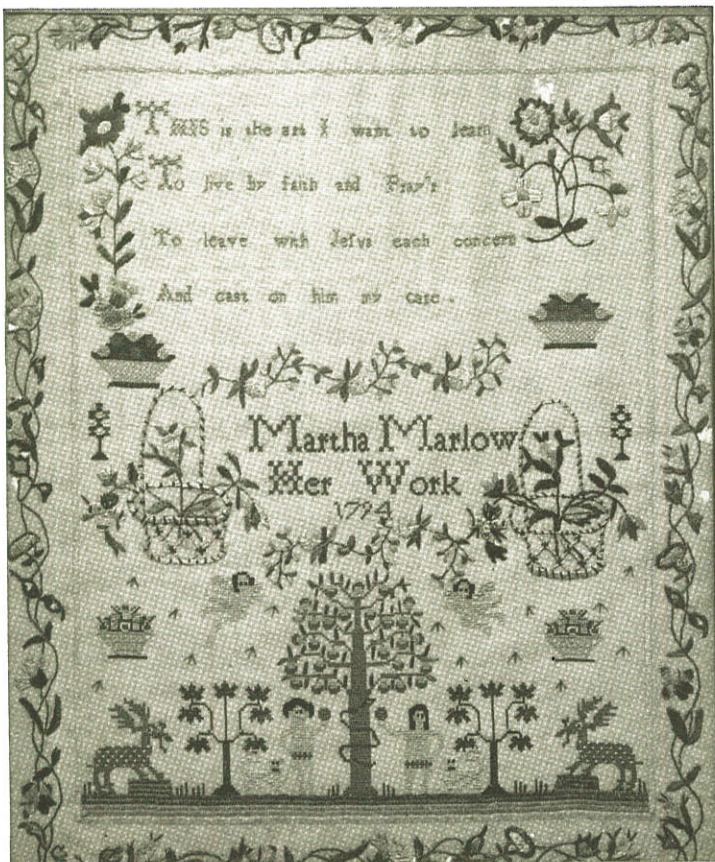 THIS is the art I want to learn
To live by faith and Pray'r
To leave with Jesus each concern
And cast on him my care .
Martha Marlow
Her Work
1794